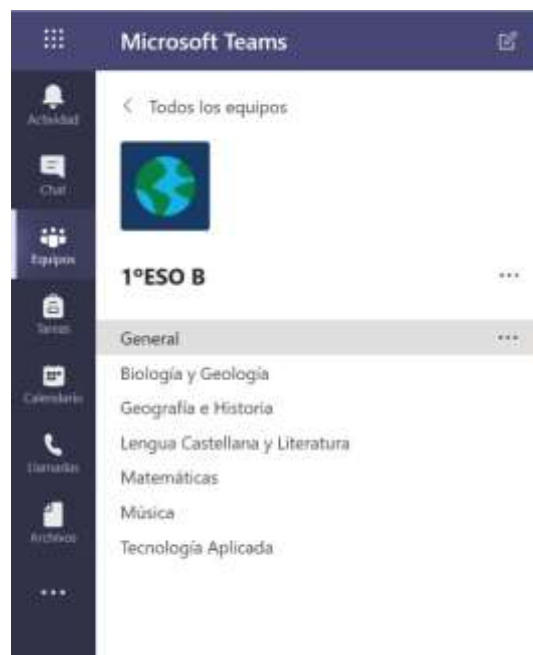 Microsoft Teams
Actividad
Chat
Equipos
Tareas
Calendario
Llamadas
Archivos
Todos los equipos
1ºESO B
General
Biología y Geología
Geografía e Historia
Lengua Castellana y Literatura
Matemáticas
Música
Tecnología Aplicada